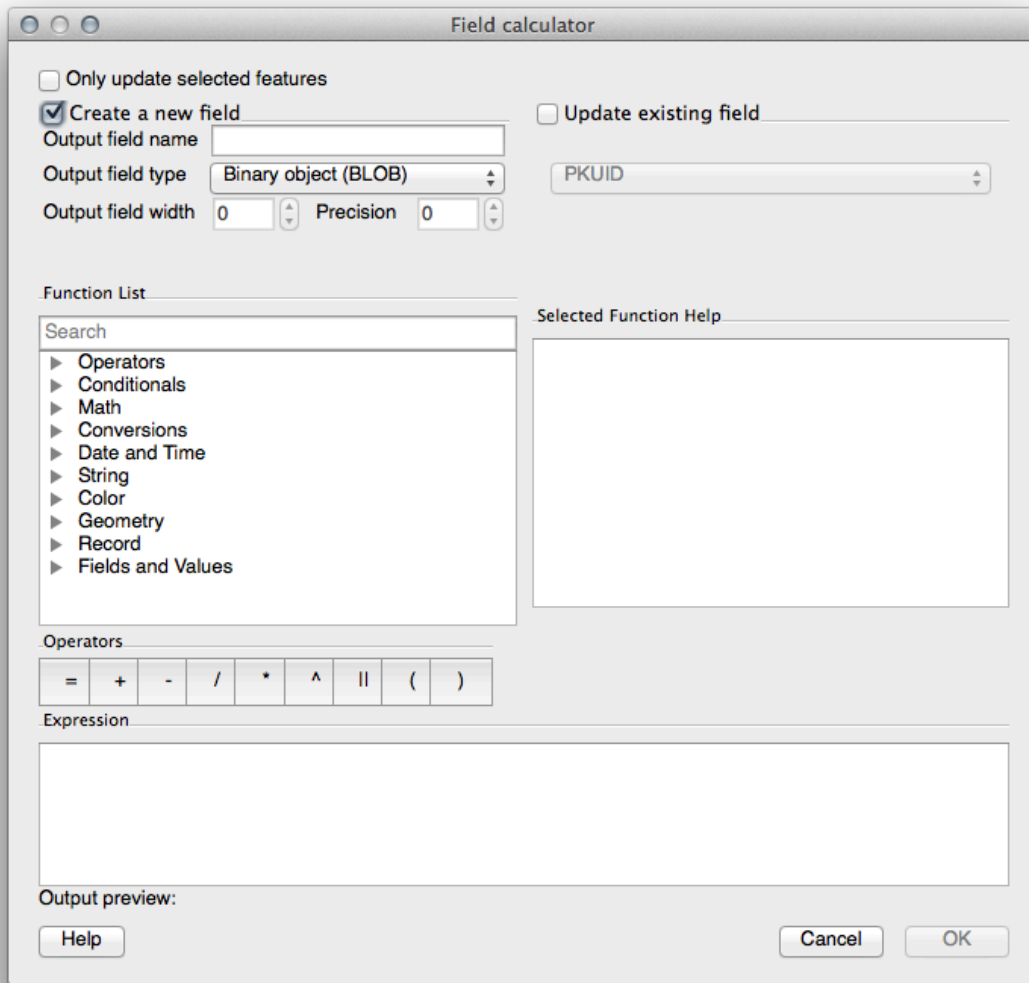 Field calculator
Only update selected features
Create a new field
Update existing field
Output field name
Output field type Binary object (BLOB)
PKUID
Output field width 0 Precision 0
Function List
Selected Function Help
Search
Operators
Conditionals
Math
Conversions
Date and Time
String
Color
Geometry
Record
Fields and Values
Operators
= + - / * ^ || ( )
Expression
Output preview:
Help Cancel OK